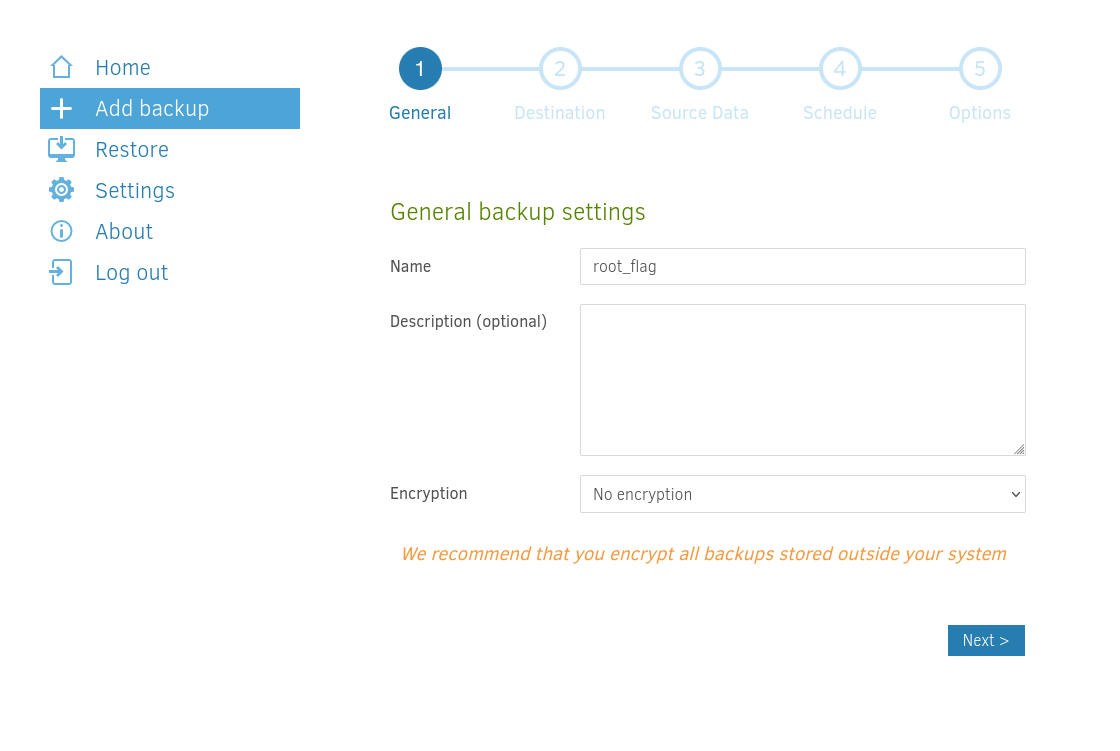 Home
Add backup
Restore
Settings
About
Log out
1 2 3 4 5
General Destination Source Data Schedule Options
General backup settings
Name root_flag
Description (optional)
Encryption No encryption
We recommend that you encrypt all backups stored outside your system
Next >